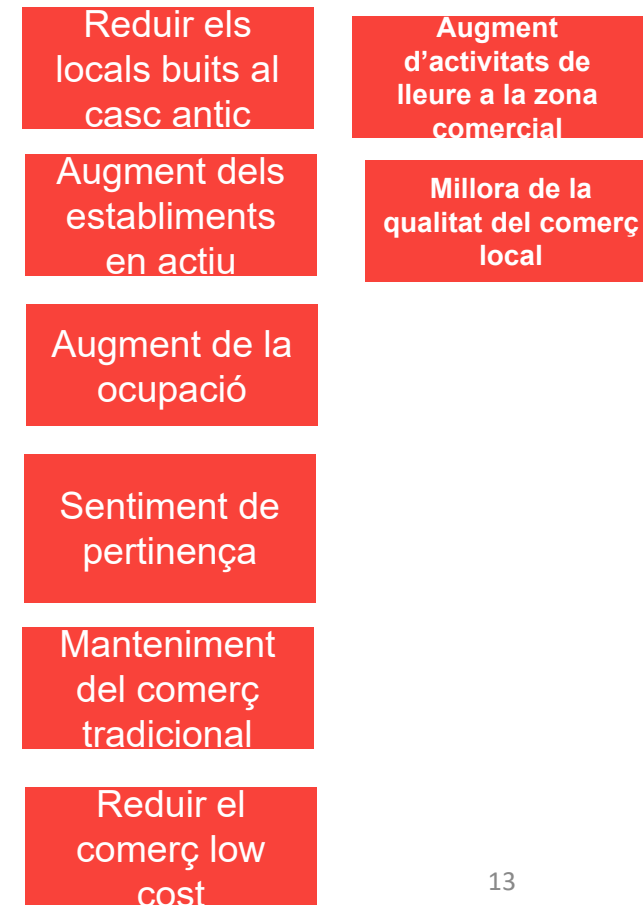 Reduir els
locals buits al
casc antic
Augment dels
establiments
en actiu
Augment de la
ocupació
Sentiment de
pertinença
Manteniment
del comerç
tradicional
Reduir el
comerç low
cost
Augment
d’activitats de
lleure a la zona
comercial
Millora de la
qualitat del comerç
local
13